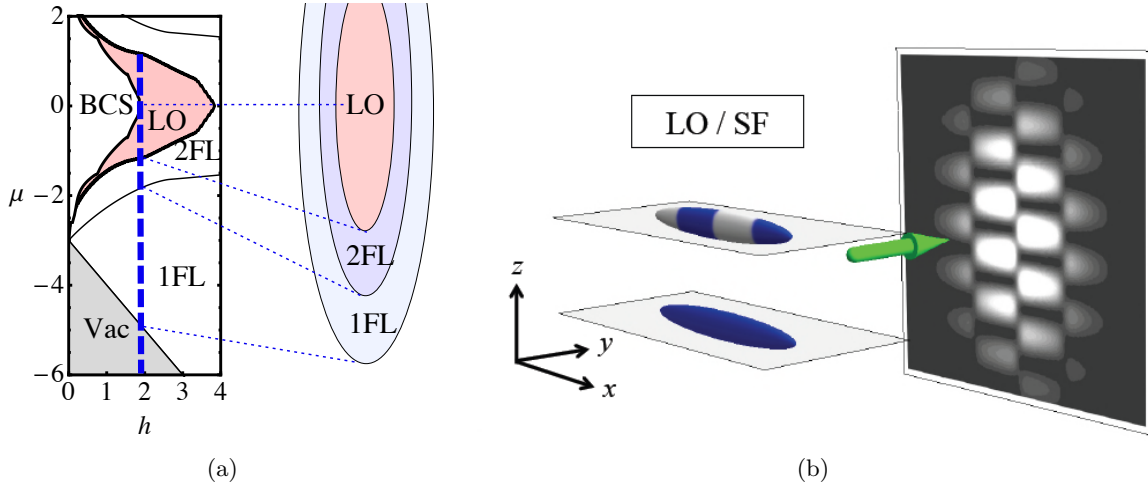 2
0
μ
−2
−4
−6
BCS
LO
2FL
1FL
Vac
0
1
2
3
4
h
LO
2FL
1FL
(a)
LO / SF
z
y
x
(b)